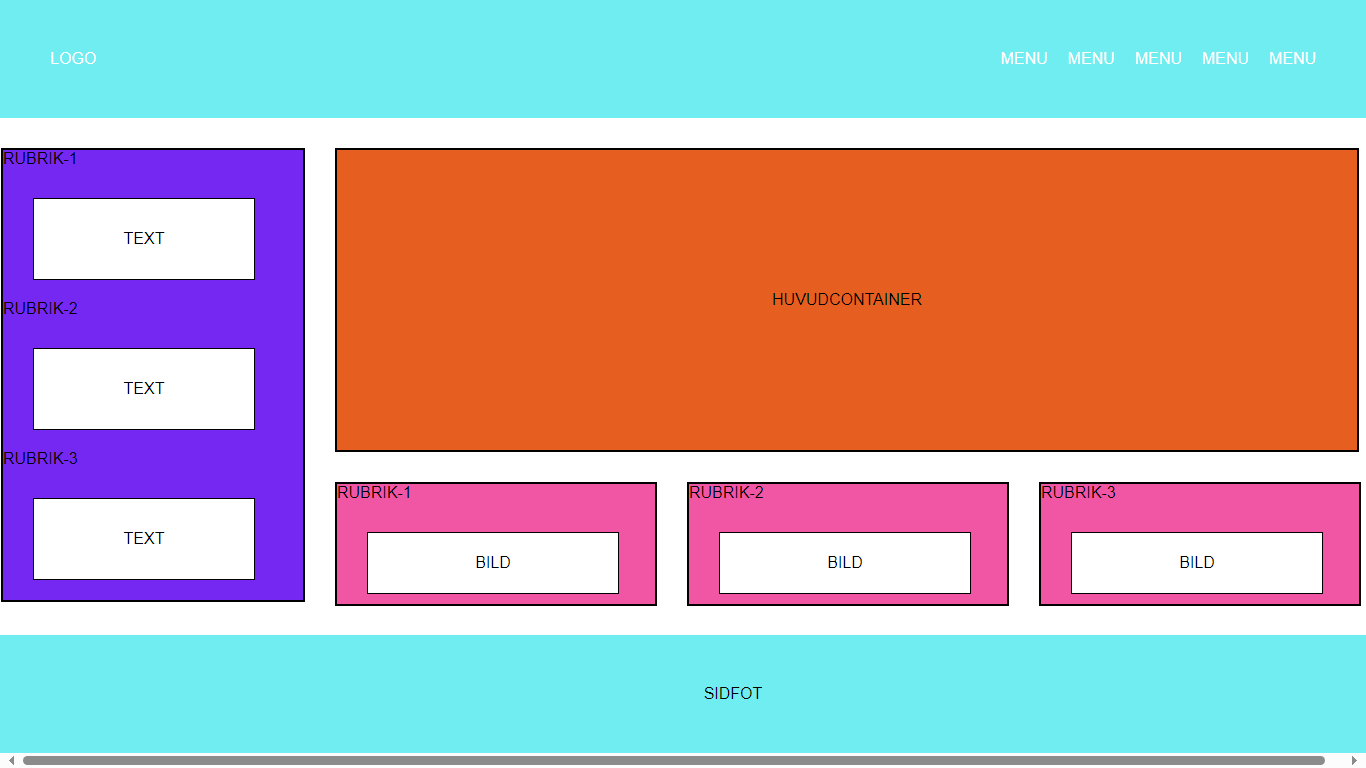 LOGO
MENU MENU MENU MENU MENU
RUBRIK-1
TEXT
RUBRIK-2
TEXT
RUBRIK-3
TEXT
HUVUDCONTAINER
RUBRIK-1
BILD
RUBRIK-2
BILD
RUBRIK-3
BILD
SIDFOT